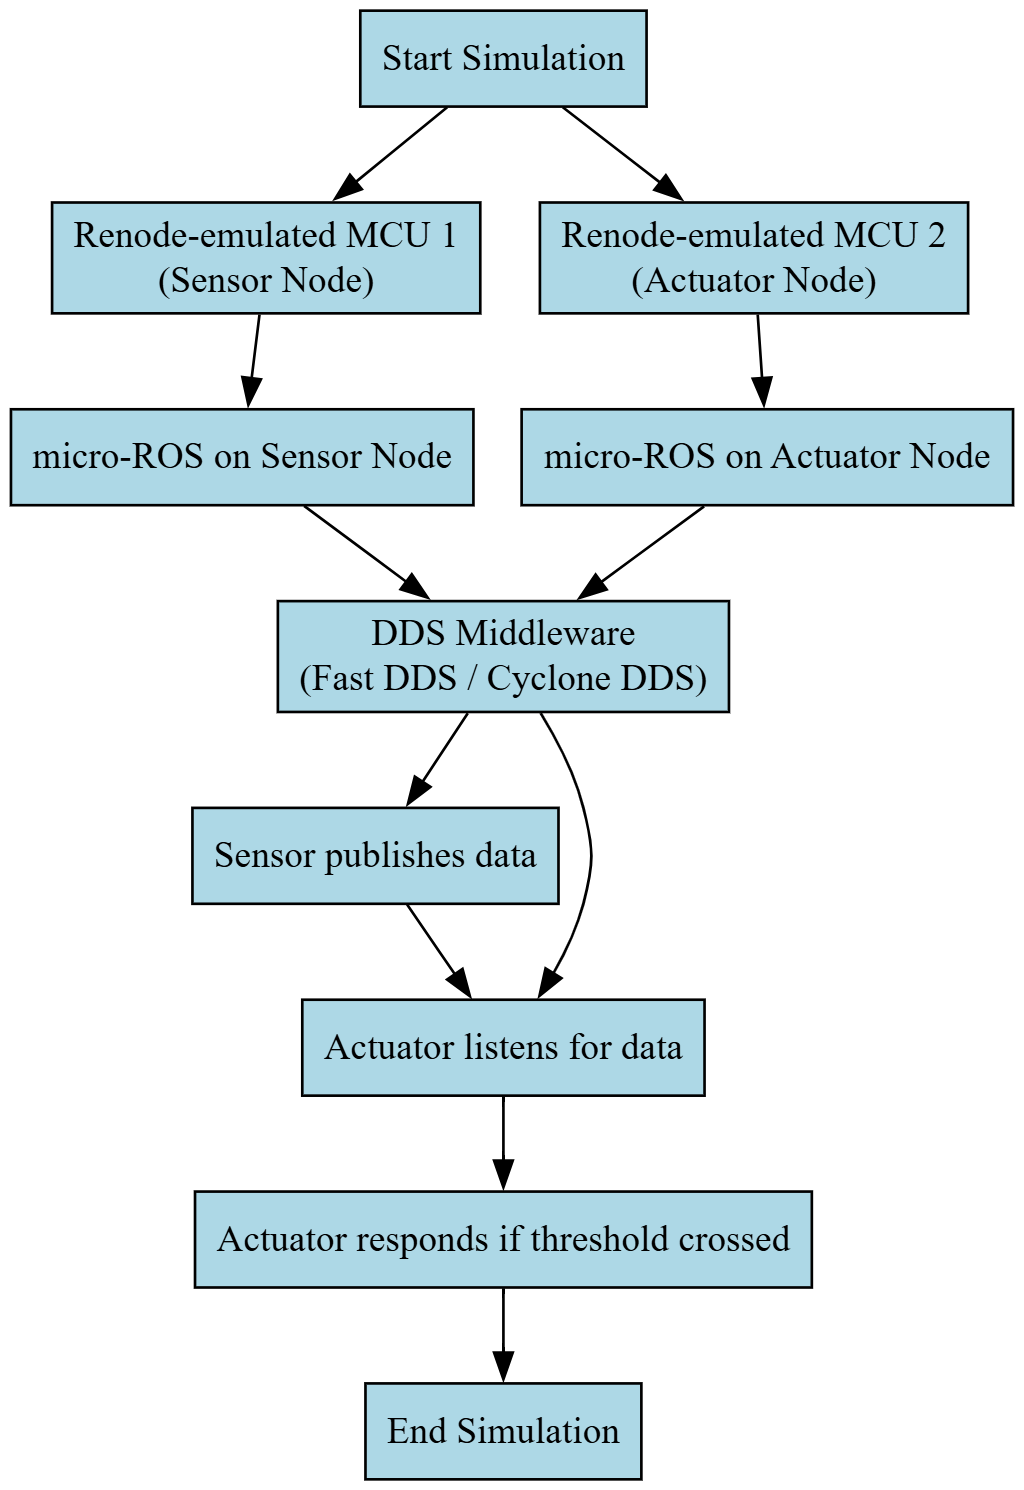 Start Simulation
Renode-emulated MCU 1
(Sensor Node)
Renode-emulated MCU 2
(Actuator Node)
micro-ROS on Sensor Node
micro-ROS on Actuator Node
DDS Middleware
(Fast DDS / Cyclone DDS)
Sensor publishes data
Actuator listens for data
Actuator responds if threshold crossed
End Simulation